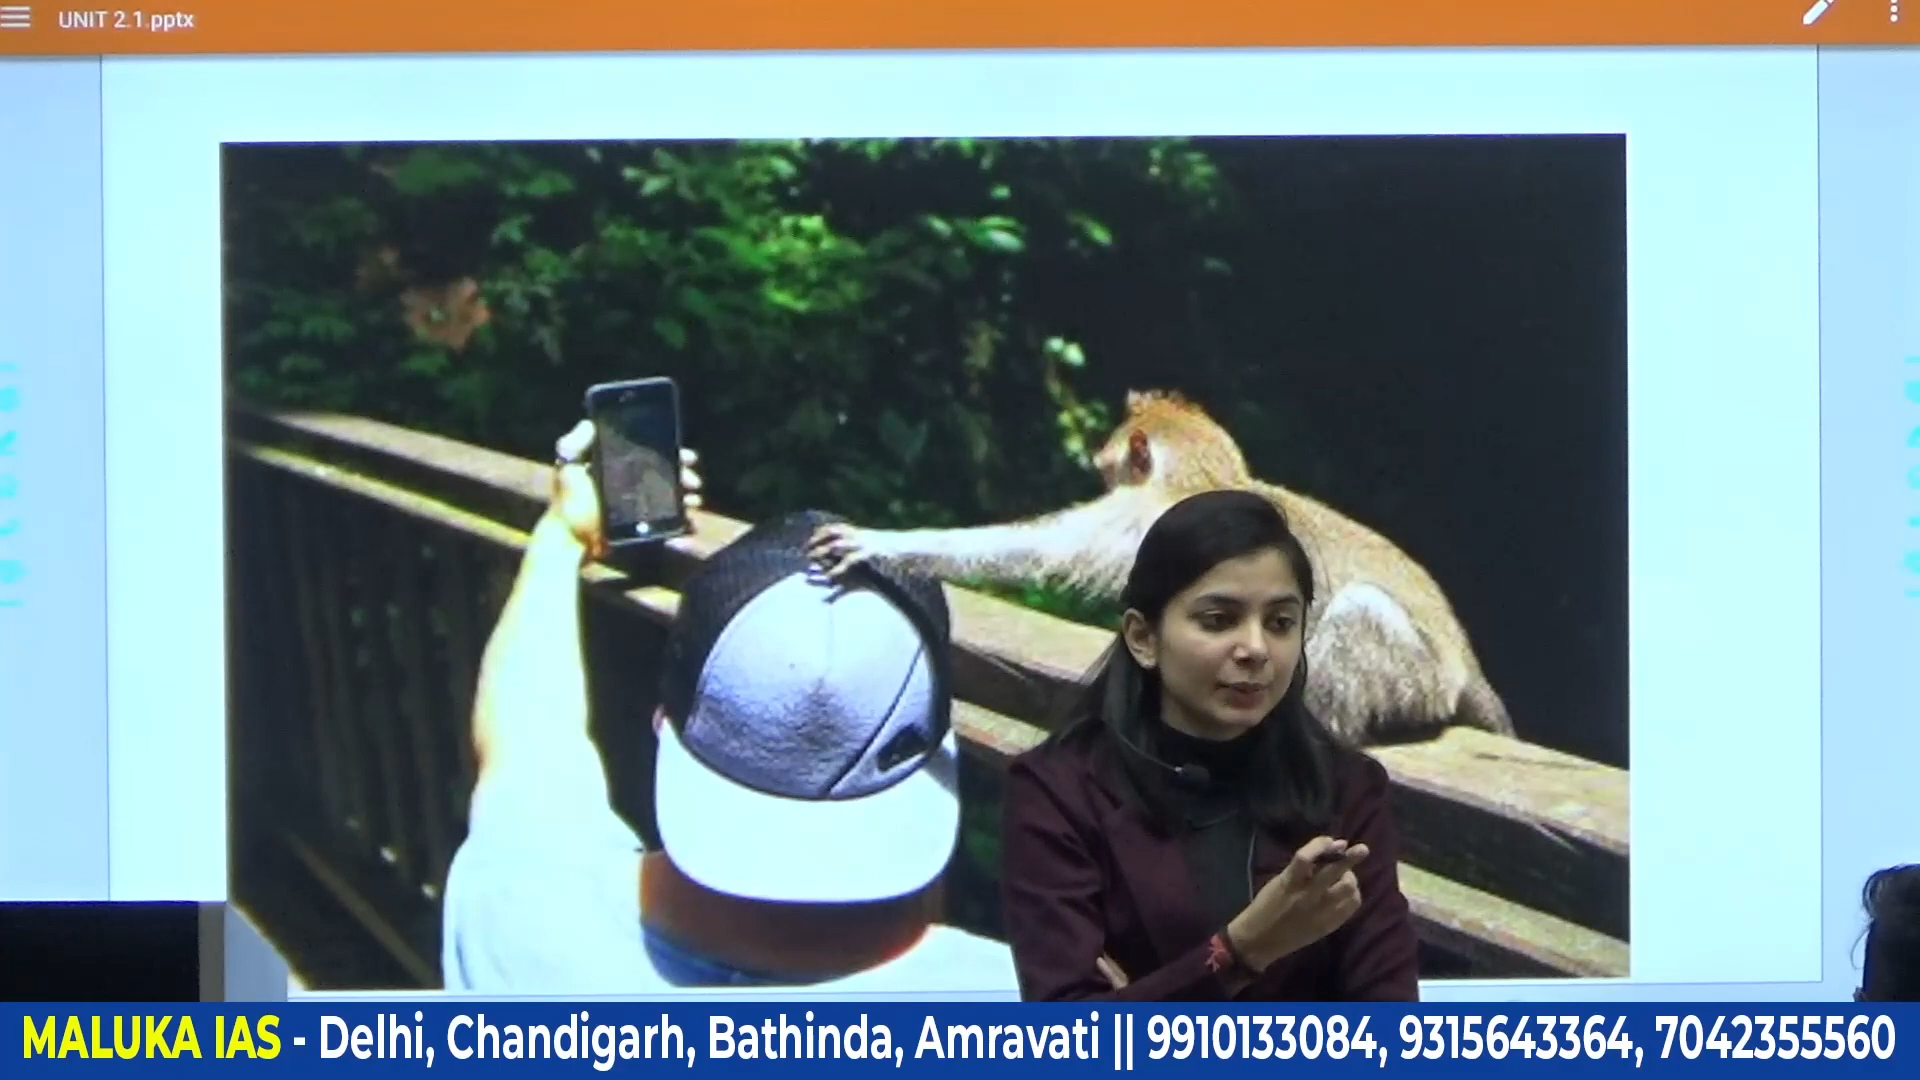 UNIT 2.1.pptx
MALUKA IAS - Delhi, Chandigarh, Bathinda, Amravati || 9910133084, 9315643364, 7042355560